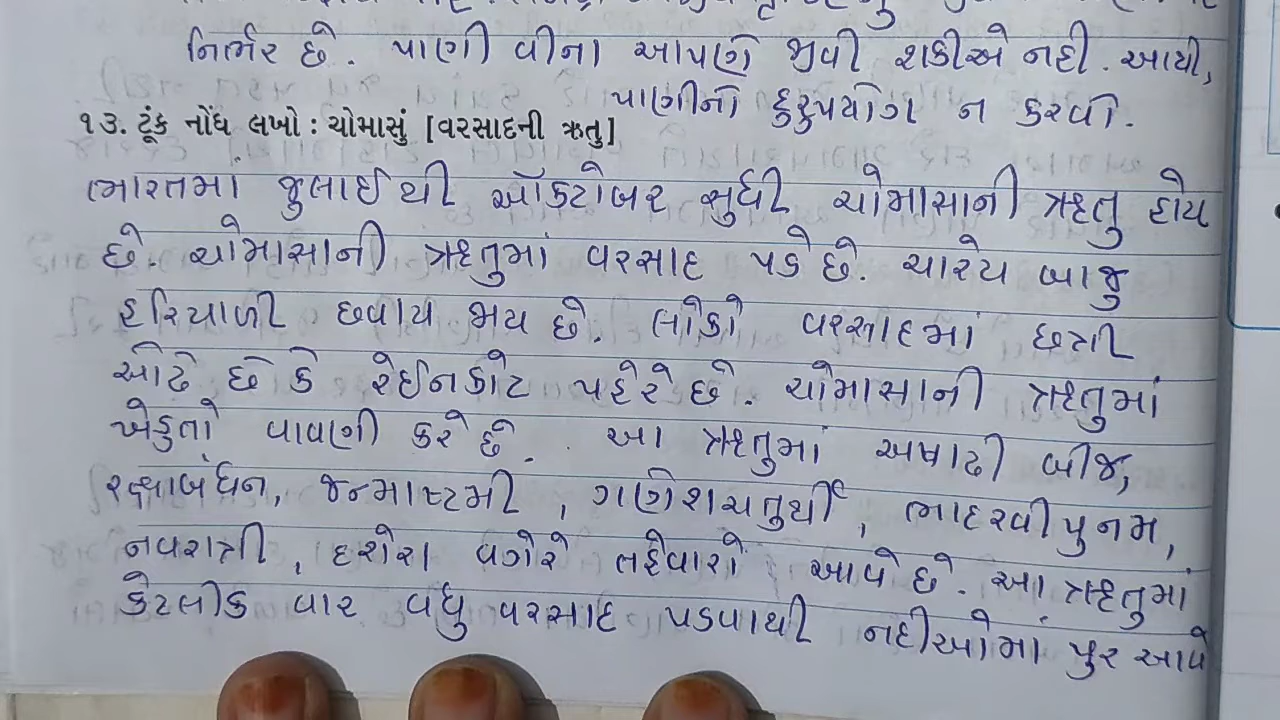 નિર્ભર છે. પાણી વીના આપણે જીવી શકીએ નહી. આથી,
પાણીનો દુરુપયોગ ન કરવો.
૧૩. ટૂંક નોંધ લખો : ચોમાસું [વરસાદની ઋતુ]
ભારતમાં જુલાઈ થી ઑક્ટોબર સુધી ચોમાસાની ઋતુ હોય
છે. ચોમાસાની ઋતુમાં વરસાદ પડે છે. ચારેય બાજુ
હરિયાળી છવાય જાય છે. લોકો વરસાદમાં છત્રી
ઓઢે છે કે રેઈનકોટ પહેરે છે. ચોમાસાની ઋતુમાં
ખેડુતો વાવણી કરે છે. આ ઋતુમાં અષાઢી બીજ,
રક્ષાબંધન, જન્માષ્ટમી, ગણેશચતુર્થી, ભાદરવી પુનમ,
નવરાત્રી, દશેરા વગેરે તહેવારો આવે છે. આ ઋતુમાં
કેટલીક વાર વધુ વરસાદ પડવાથી નદીઓમાં પુર આવે